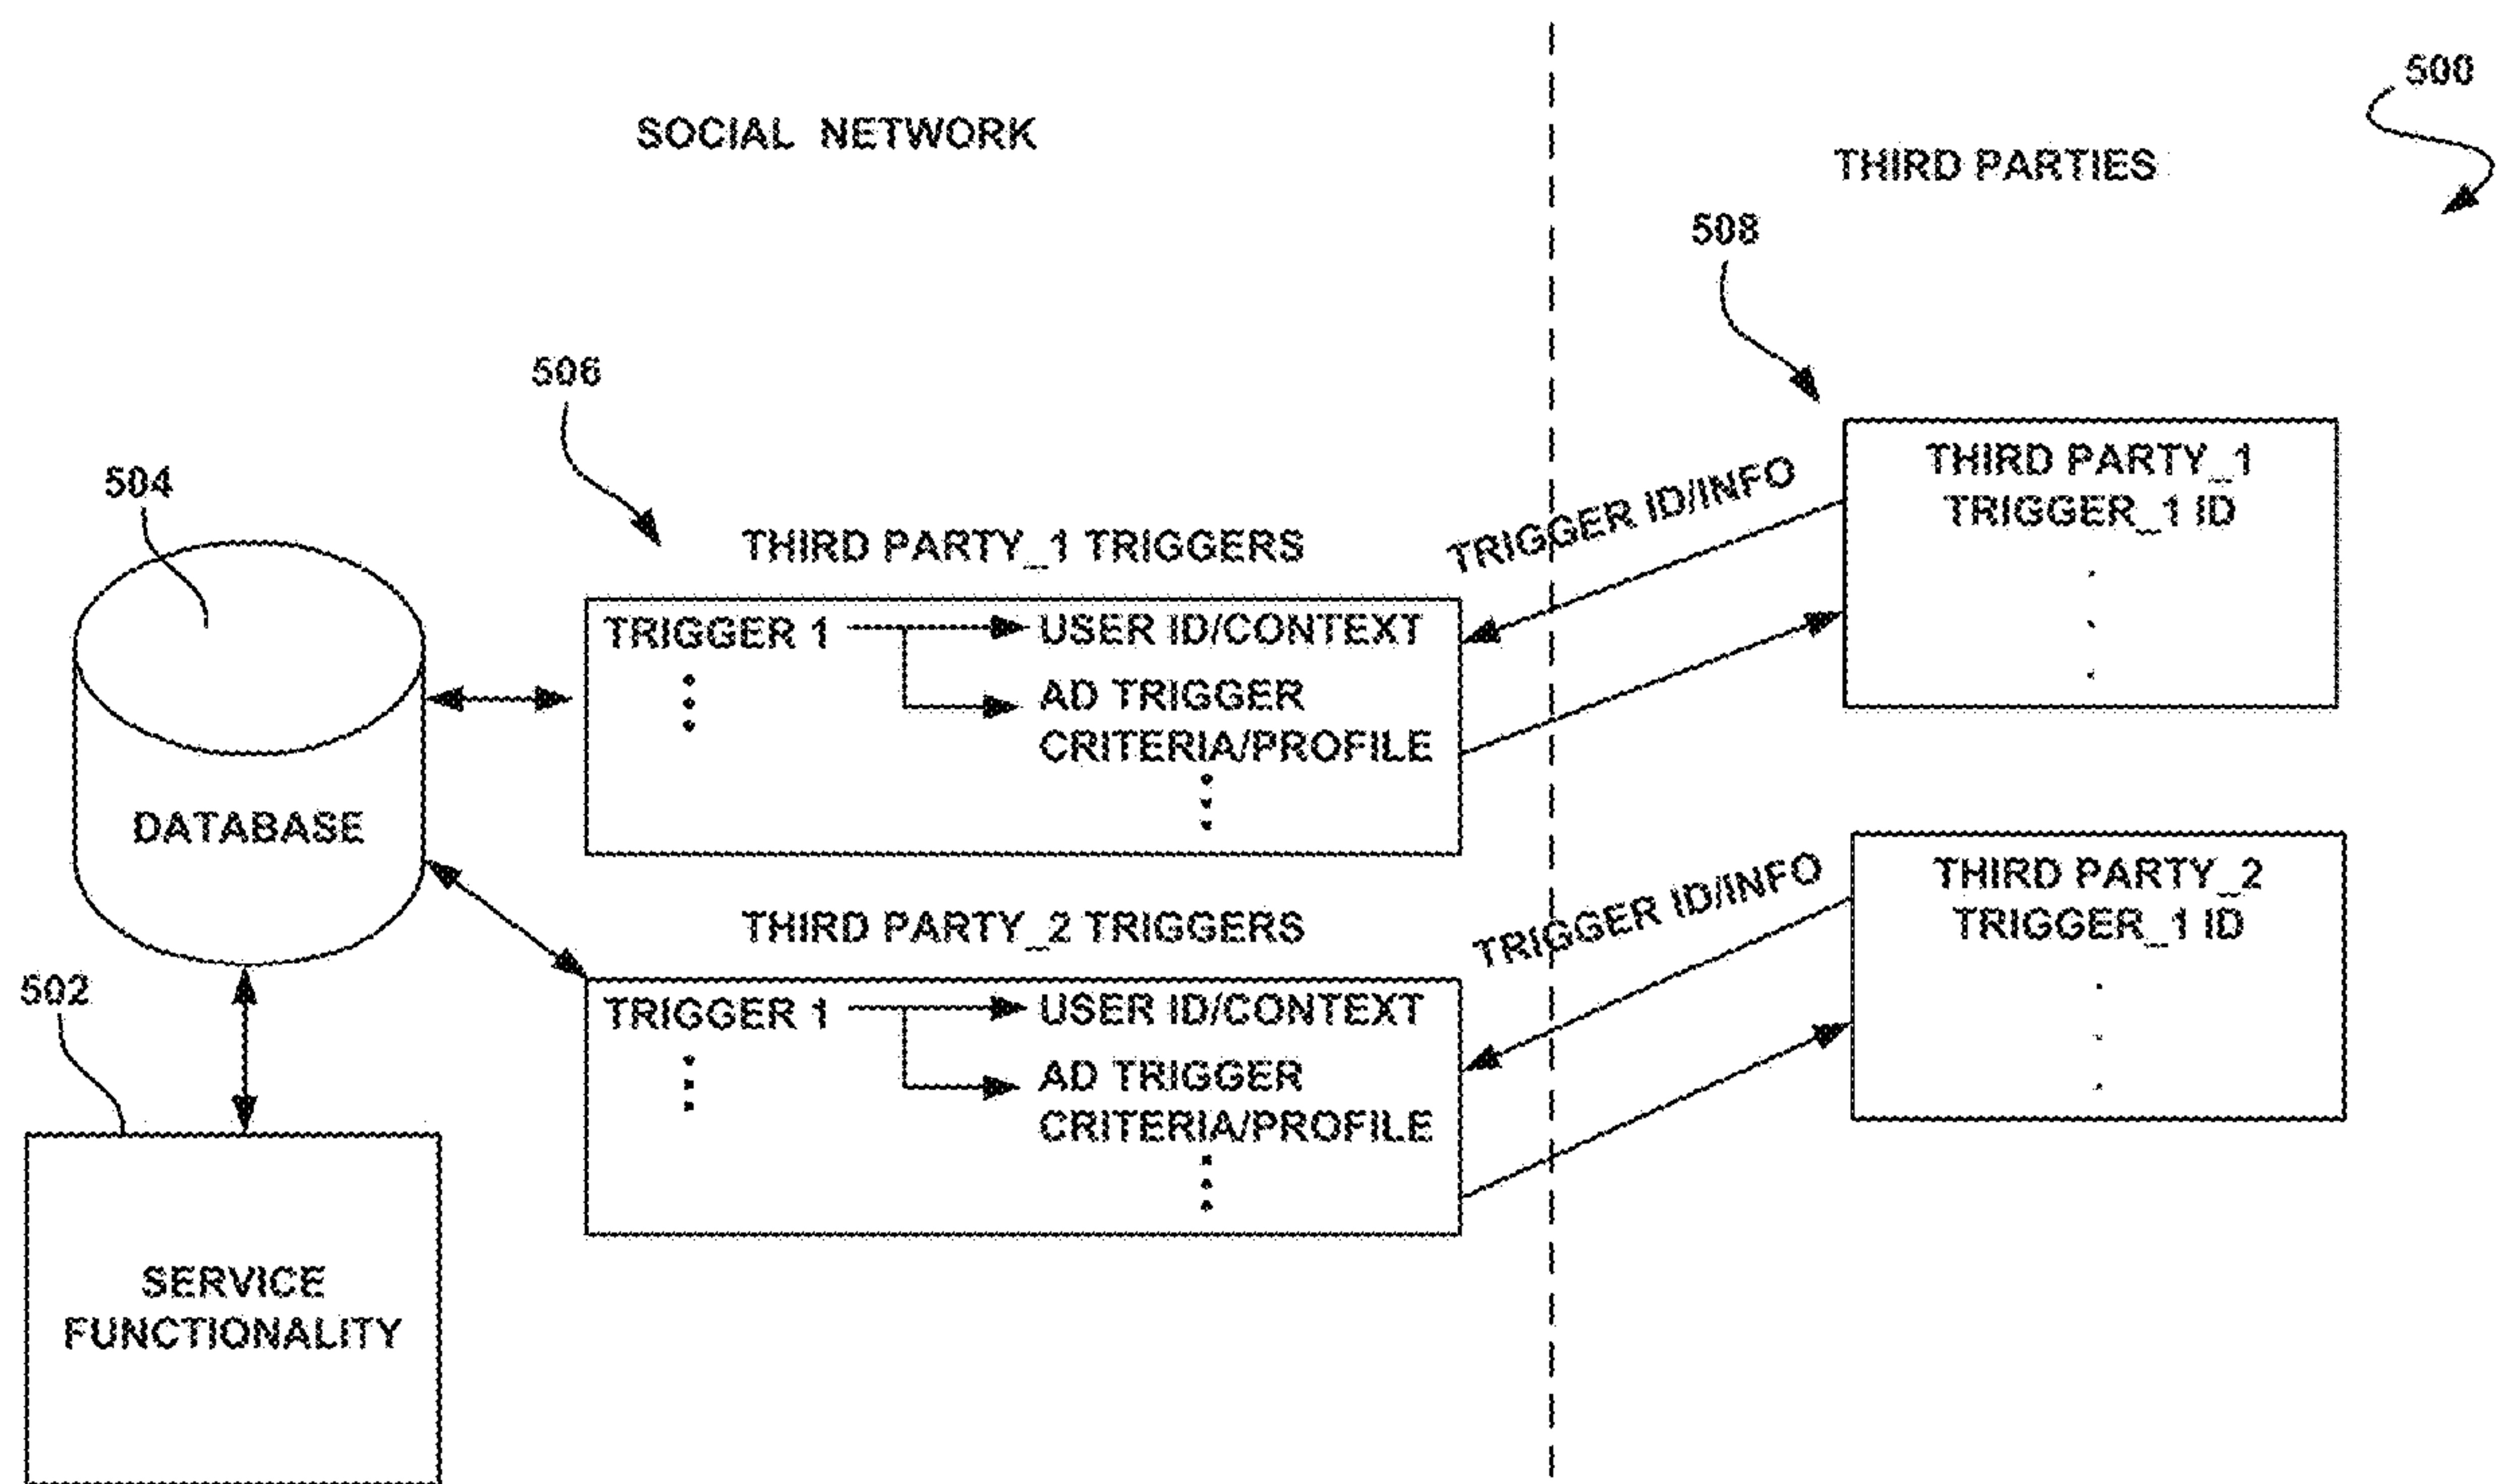 500
SOCIAL NETWORK
THIRD PARTIES
508
506
504
THIRD PARTY_1
TRIGGER_1 ID
TRIGGER ID/INFO
THIRD PARTY_1 TRIGGERS
TRIGGER 1
USER ID/CONTEXT
AD TRIGGER
CRITERIA/PROFILE
DATABASE
THIRD PARTY_2
TRIGGER_1 ID
TRIGGER ID/INFO
THIRD PARTY_2 TRIGGERS
502
TRIGGER 1
USER ID/CONTEXT
AD TRIGGER
CRITERIA/PROFILE
SERVICE
FUNCTIONALITY